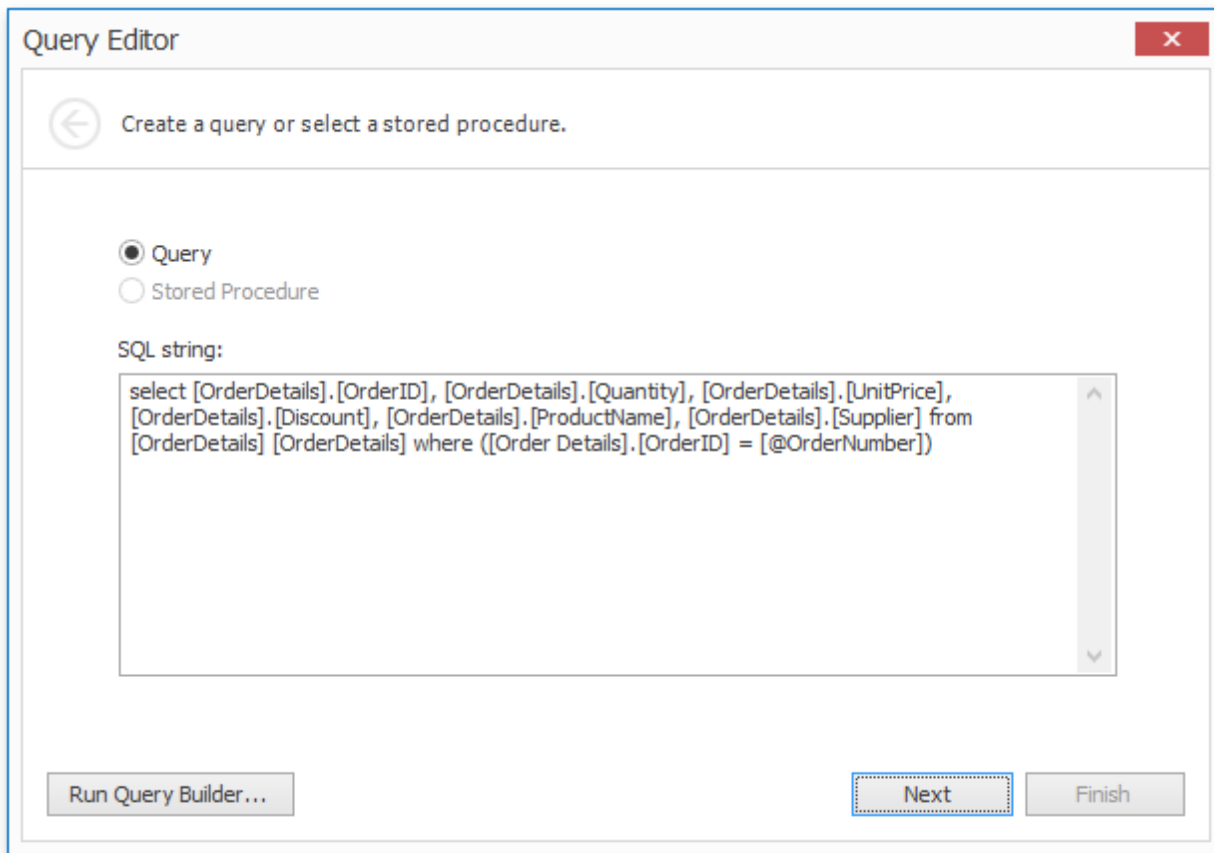 Query Editor
Create a query or select a stored procedure.
Query
Stored Procedure
SQL string:
select [OrderDetails].[OrderID], [OrderDetails].[Quantity], [OrderDetails].[UnitPrice],
[OrderDetails].[Discount], [OrderDetails].[ProductName], [OrderDetails].[Supplier] from
[OrderDetails] [OrderDetails] where ([Order Details].[OrderID] = [@OrderNumber])
Run Query Builder...
Next
Finish